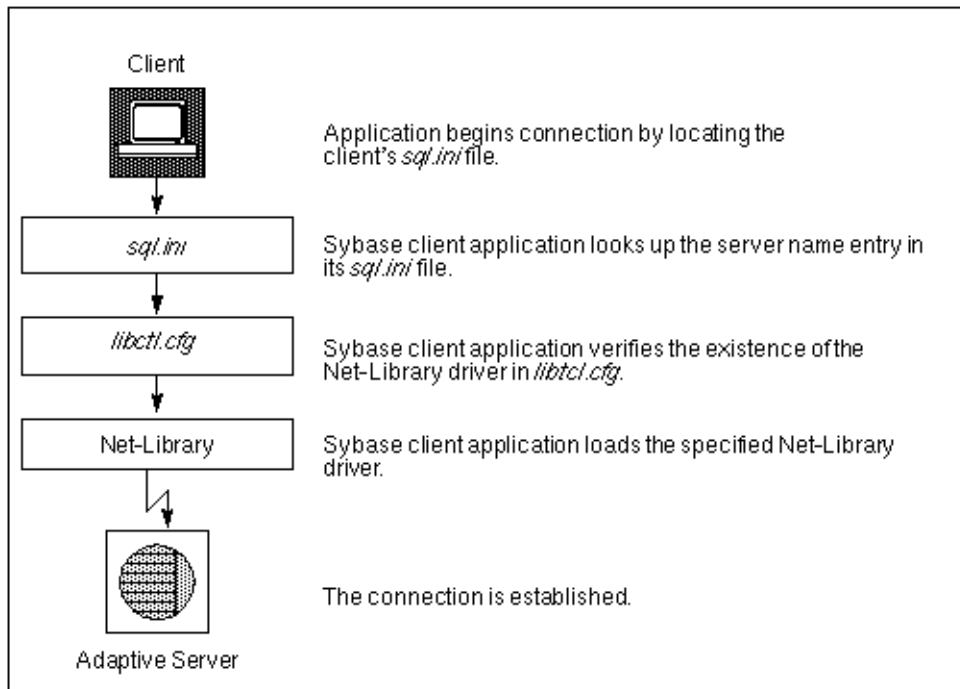 Client
Application begins connection by locating the
client's sql.ini file.
sql.ini
Sybase client application looks up the server name entry in
its sql.ini file.
libctl.cfg
Sybase client application verifies the existence of the
Net-Library driver in libtcl.cfg.
Net-Library
Sybase client application loads the specified Net-Library
driver.
The connection is established.
Adaptive Server